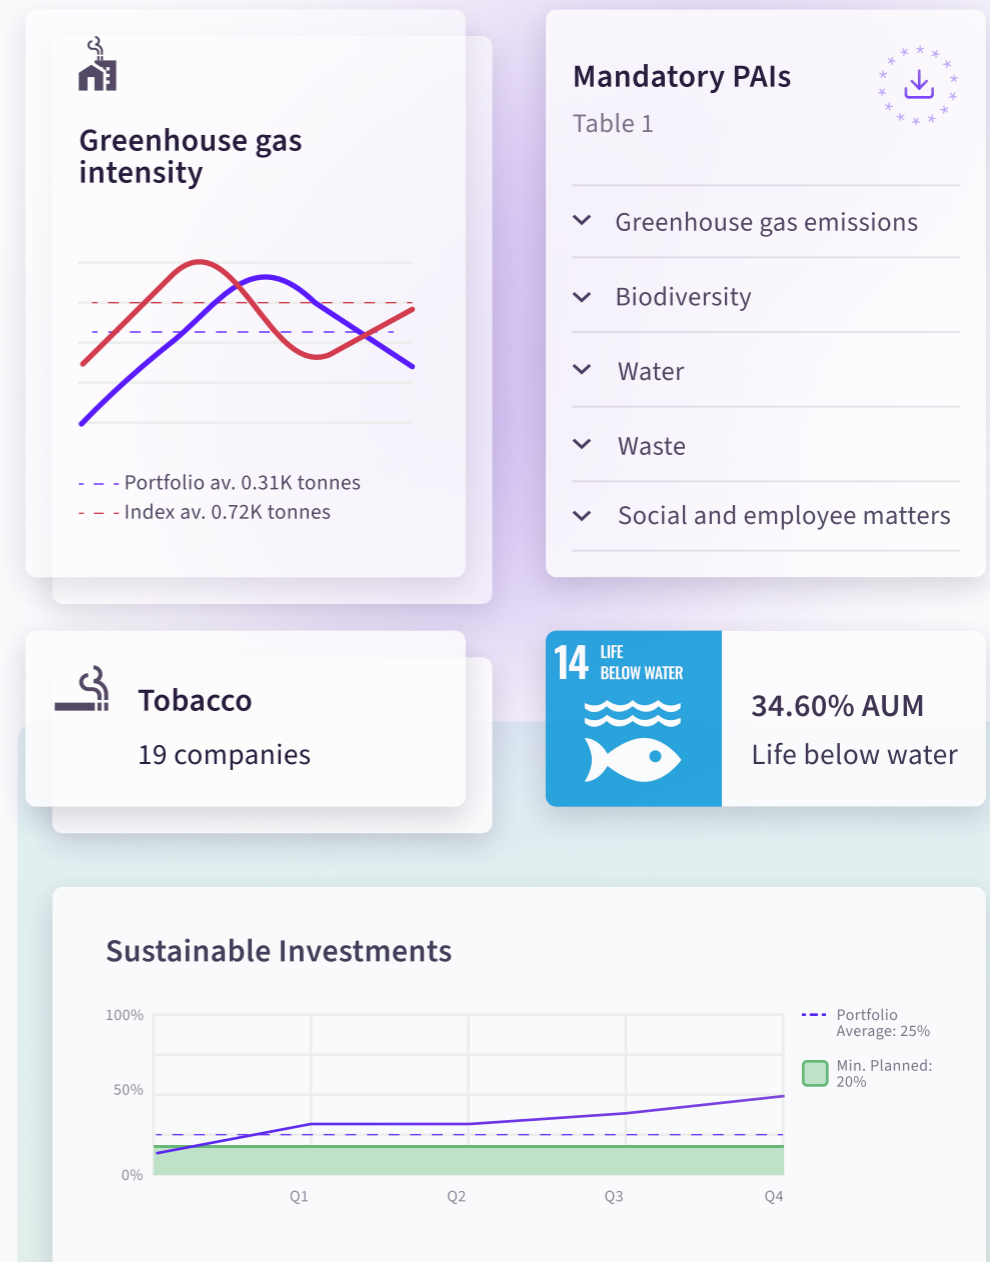 Greenhouse gas
intensity
Portfolio av. 0.31K tonnes
Index av. 0.72K tonnes
Mandatory PAIs
Table 1
Greenhouse gas emissions
Biodiversity
Water
Waste
Social and employee matters
Tobacco
19 companies
14 LIFE
BELOW WATER
34.60% AUM
Life below water
Sustainable Investments
100%
50%
0%
Q1 Q2 Q3 Q4
Portfolio
Average: 25%
Min. Planned:
20%